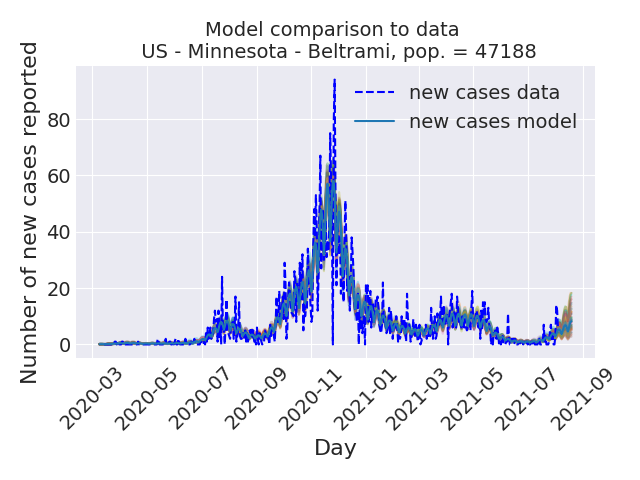 Model comparison to data
US - Minnesota - Beltrami, pop. = 47188
Number of new cases reported
new cases data
new cases model
80
60
40
20
0
2020-03
2020-05
2020-07
2020-09
2020-11
2021-01
2021-03
2021-05
2021-07
2021-09
Day